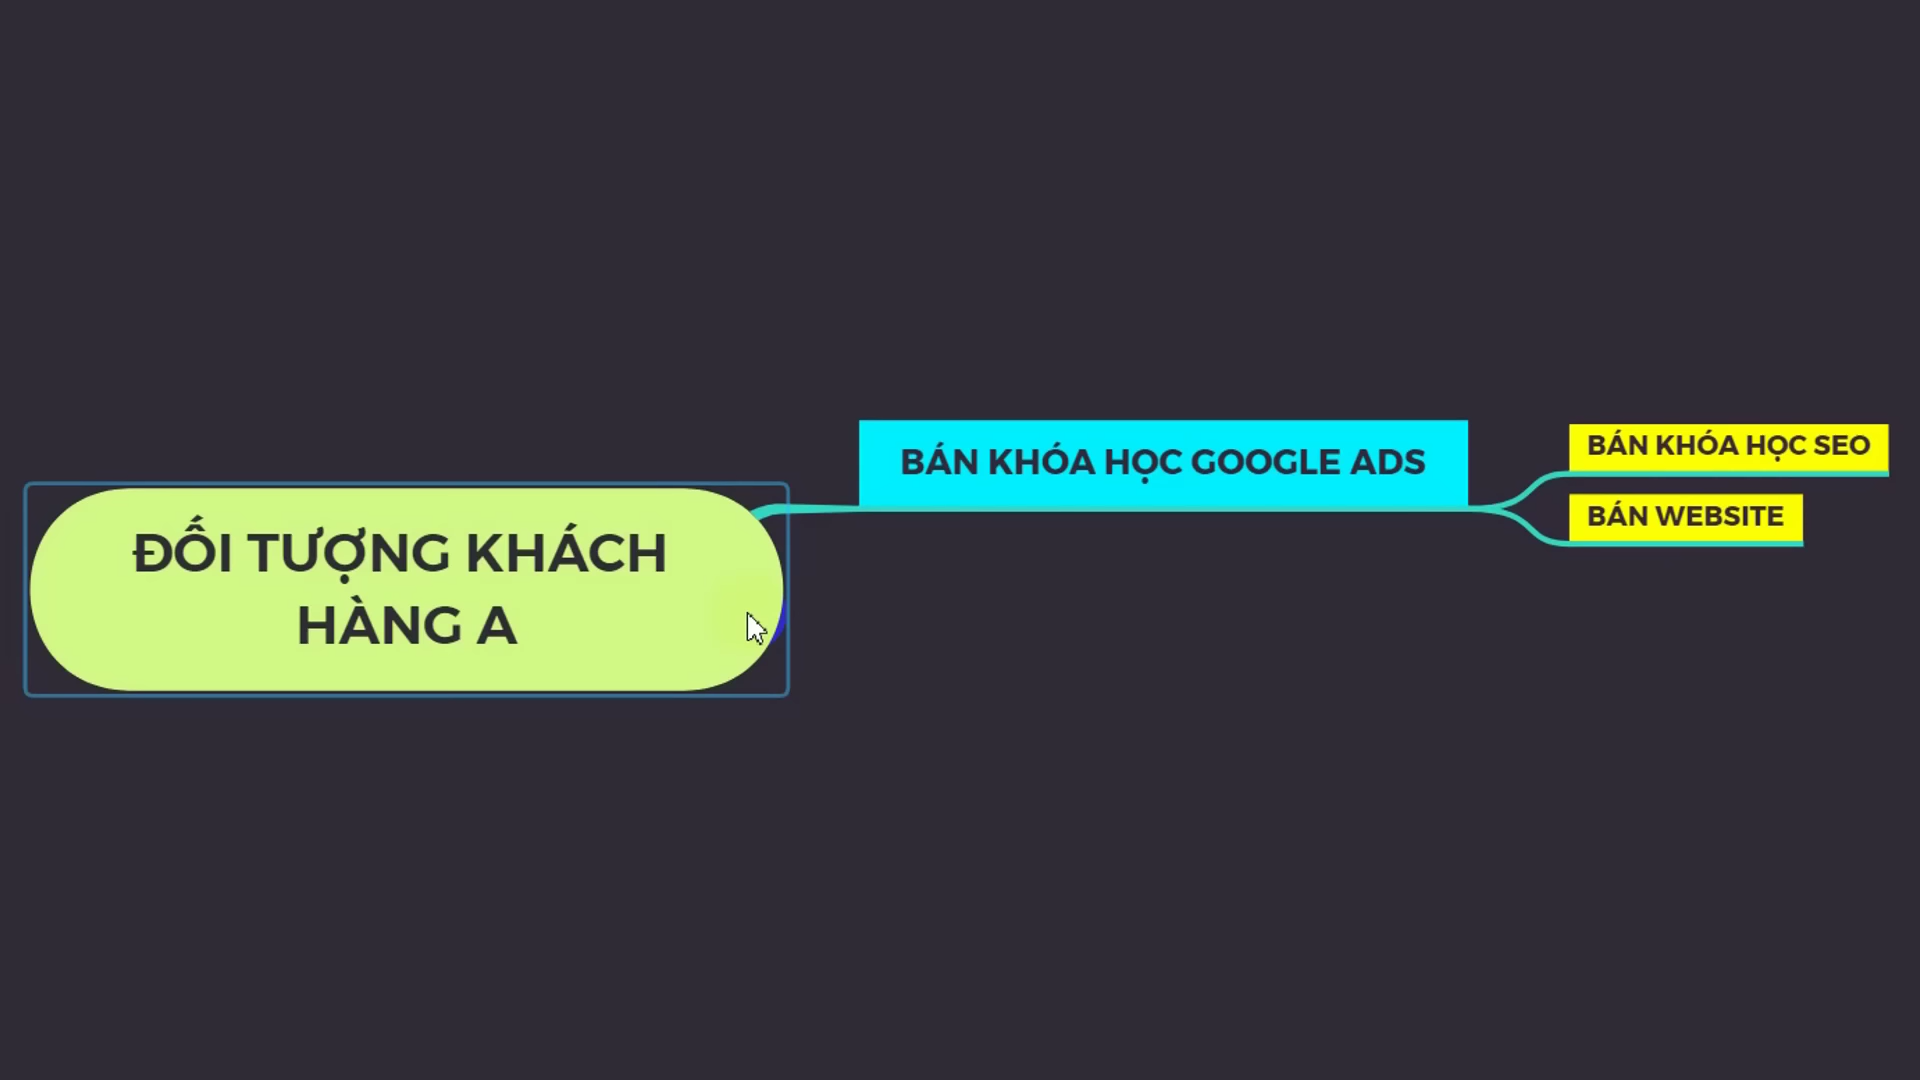 ĐỐI TƯỢNG KHÁCH
HÀNG A
BÁN KHÓA HỌC GOOGLE ADS
BÁN KHÓA HỌC SEO
BÁN WEBSITE